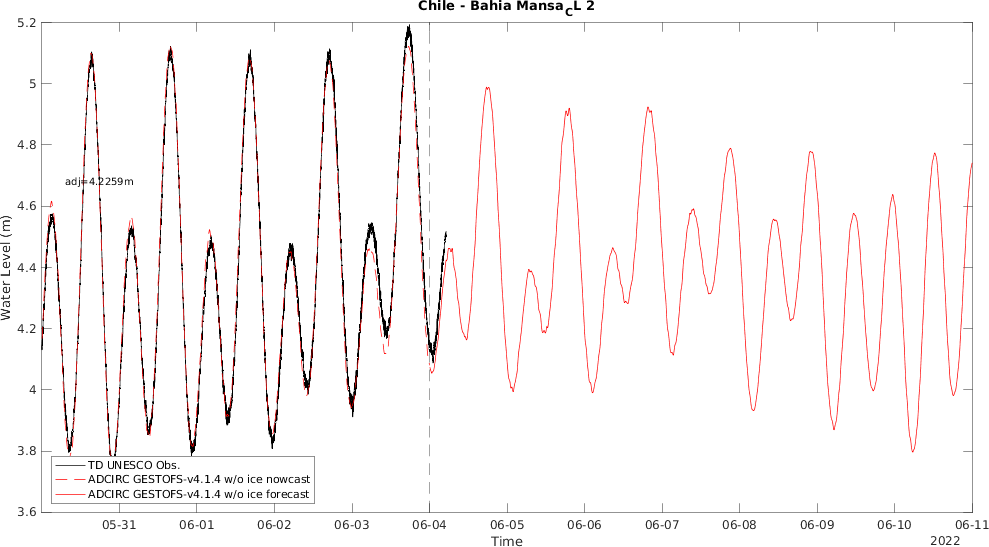 Chile - Bahia Mansa_CL 2
5.2
5
4.8
4.6
4.4
4.2
4
3.8
3.6
Water Level (m)
adj=4.2259m
TD UNESCO Obs.
ADCIRC GESTOFS-v4.1.4 w/o ice nowcast
ADCIRC GESTOFS-v4.1.4 w/o ice forecast
05-31 06-01 06-02 06-03 06-04 06-05 06-06 06-07 06-08 06-09 06-10 06-11
Time
2022